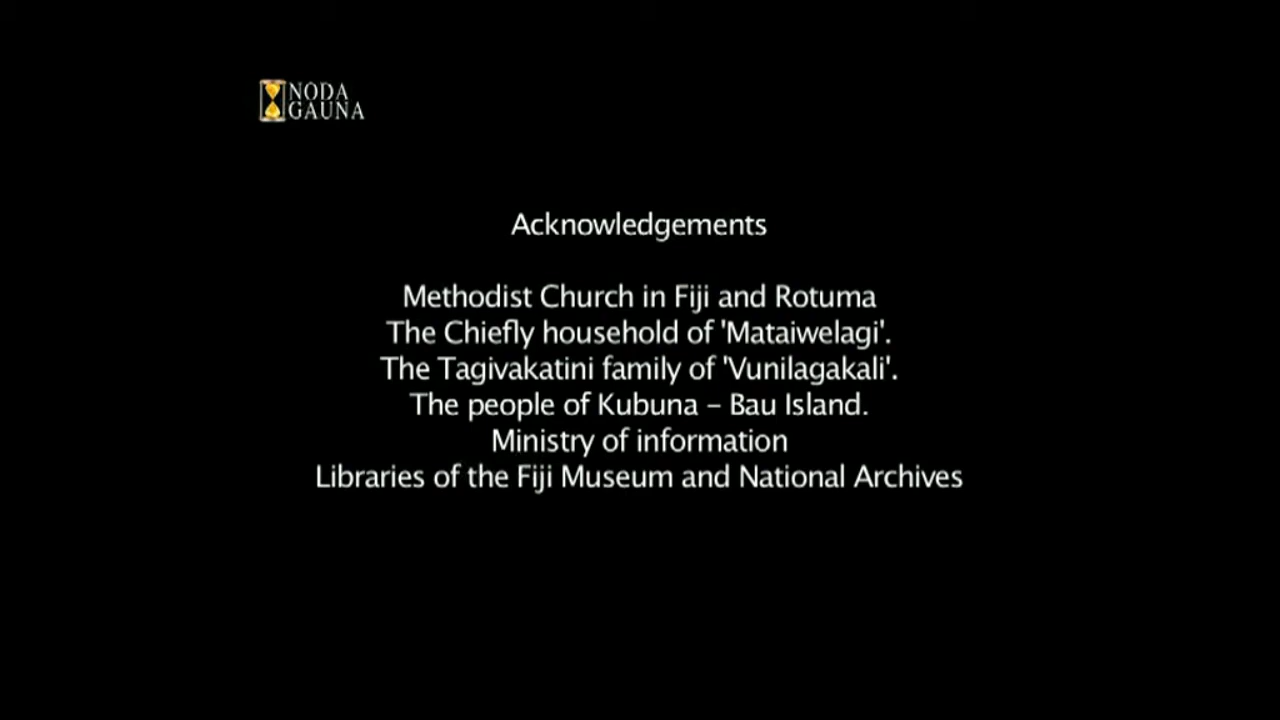 NODA
GAUNA
Acknowledgements
Methodist Church in Fiji and Rotuma
The Chiefly household of 'Mataiwelagi'.
The Tagivakatini family of 'Vunilagakali'.
The people of Kubuna – Bau Island.
Ministry of information
Libraries of the Fiji Museum and National Archives